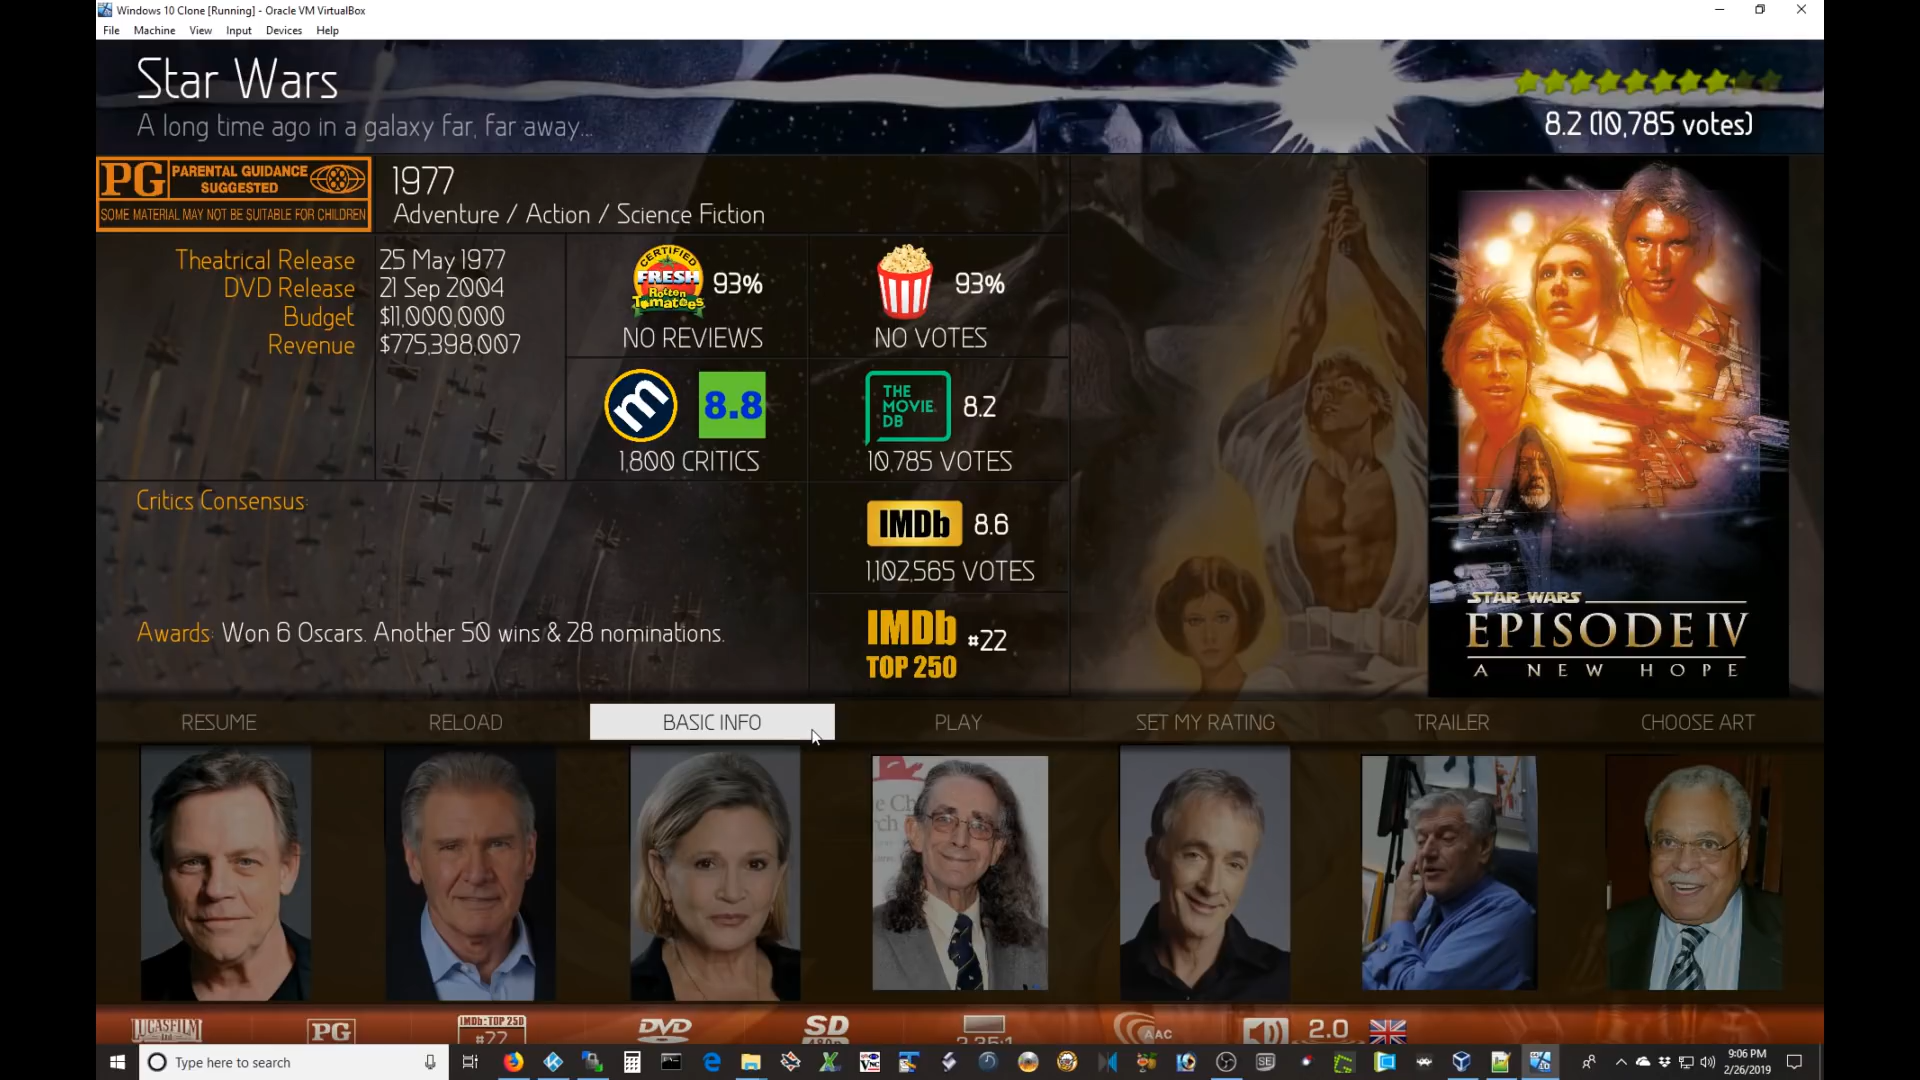 Windows 10 Clone [Running] - Oracle VM VirtualBox
File Machine View Input Devices Help
Star Wars
A long time ago in a galaxy far, far away...
8.2 (10,785 votes)
PG PARENTAL GUIDANCE SUGGESTED
SOME MATERIAL MAY NOT BE SUITABLE FOR CHILDREN
1977
Adventure / Action / Science Fiction
Theatrical Release 25 May 1977
DVD Release 21 Sep 2004
Budget $11,000,000
Revenue $775,398,007
CERTIFIED FRESH Rotten Tomatoes 93%
NO REVIEWS
93%
NO VOTES
m 8.8
1,800 CRITICS
THE MOVIE DB 8.2
10,785 VOTES
Critics Consensus:
IMDb 8.6
1,102,565 VOTES
Awards: Won 6 Oscars. Another 50 wins & 28 nominations.
IMDb TOP 250 #22
STAR WARS
EPISODE IV
A NEW HOPE
RESUME RELOAD BASIC INFO PLAY SET MY RATING TRAILER CHOOSE ART
LUCASFILM Ltd PG IMDb: TOP 250 #22 DVD SD 480p 2.35:1 AAC 2.0
Type here to search
SE
9:06 PM
2/26/2019